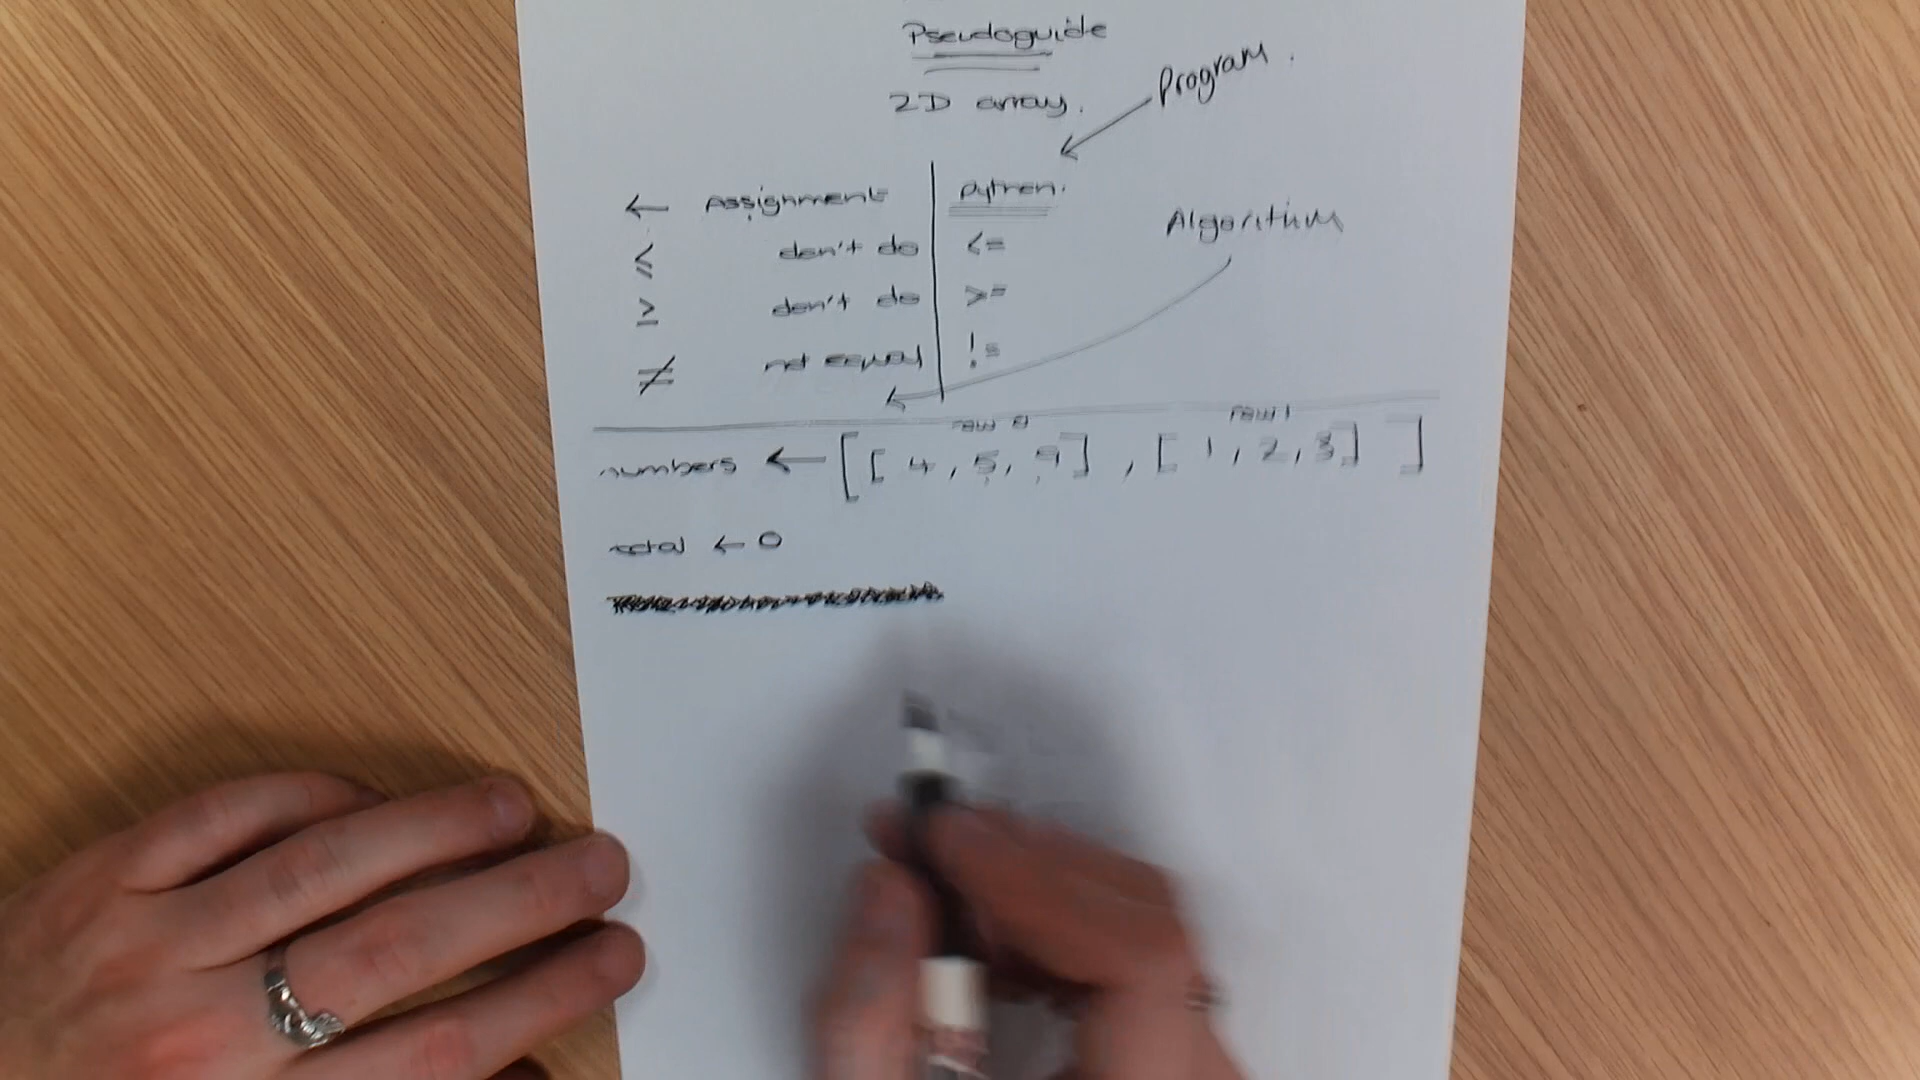 Pseudoguide
2D array.
Program.
← Assignment
python.
Algorithm
≤ don't do <=
≥ don't do >=
≠ not equal !=
row 0 row 1
numbers ← [[4, 5, 9], [1, 2, 3] ]
total ← 0